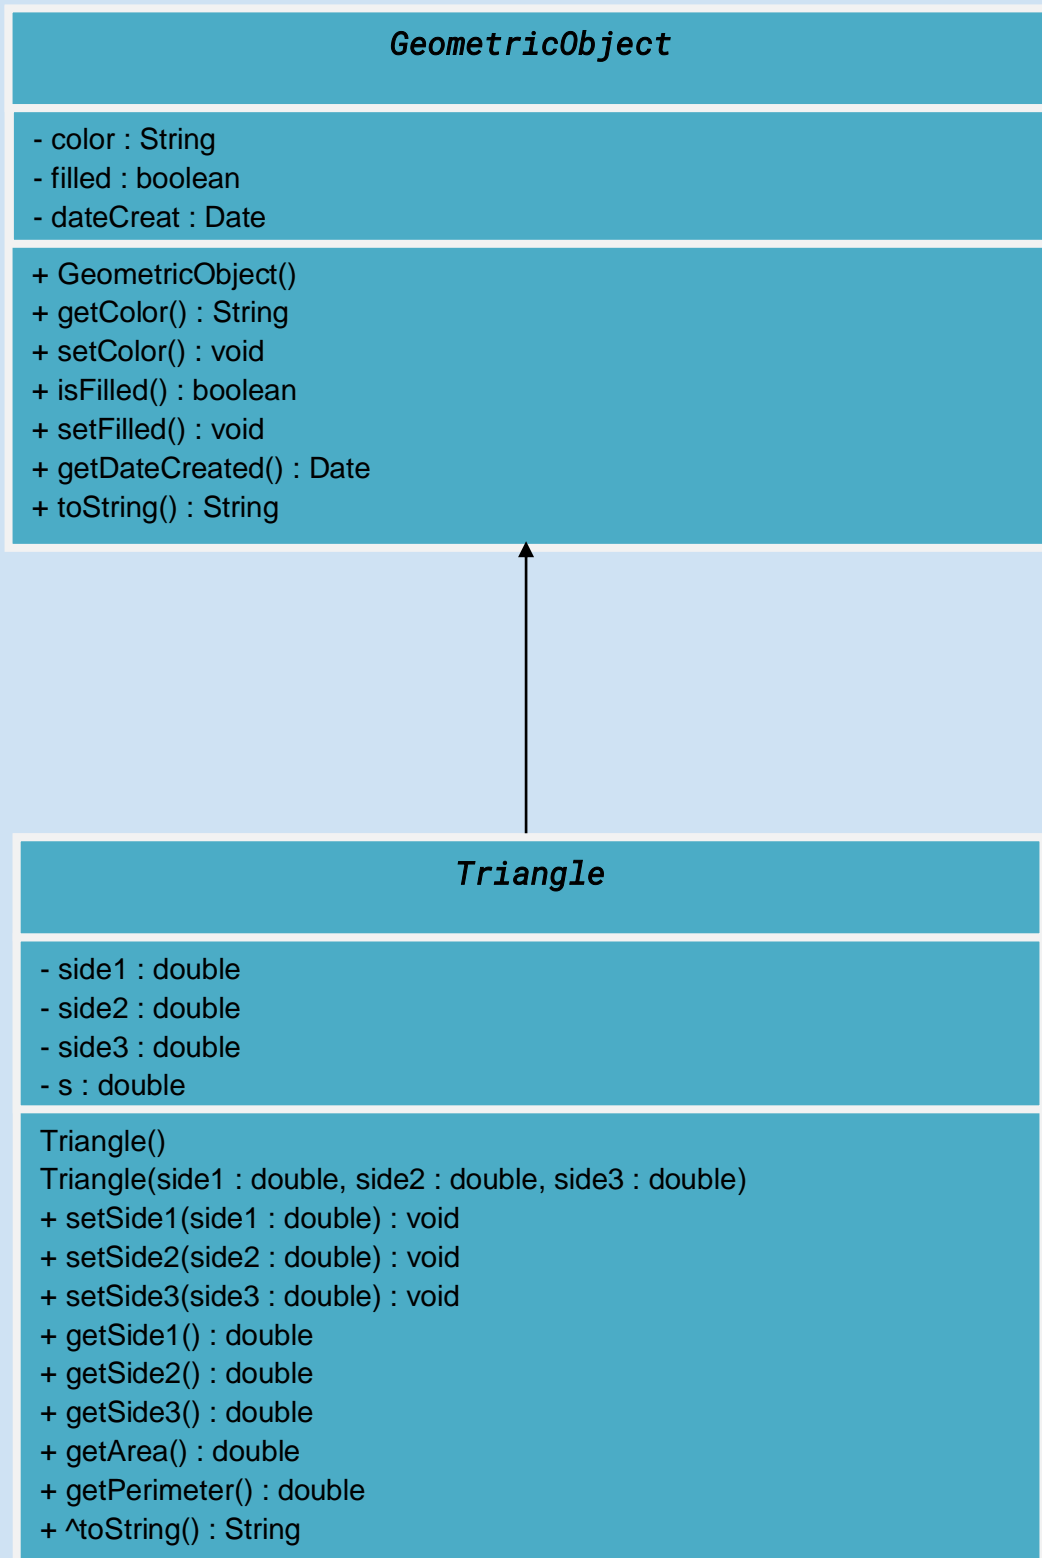 GeometricObject
- color : String
- filled : boolean
- dateCreat : Date
+ GeometricObject()
+ getColor() : String
+ setColor() : void
+ isFilled() : boolean
+ setFilled() : void
+ getDateCreated() : Date
+ toString() : String
Triangle
- side1 : double
- side2 : double
- side3 : double
- s : double
Triangle()
Triangle(side1 : double, side2 : double, side3 : double)
+ setSide1(side1 : double) : void
+ setSide2(side2 : double) : void
+ setSide3(side3 : double) : void
+ getSide1() : double
+ getSide2() : double
+ getSide3() : double
+ getArea() : double
+ getPerimeter() : double
+ ^toString() : String